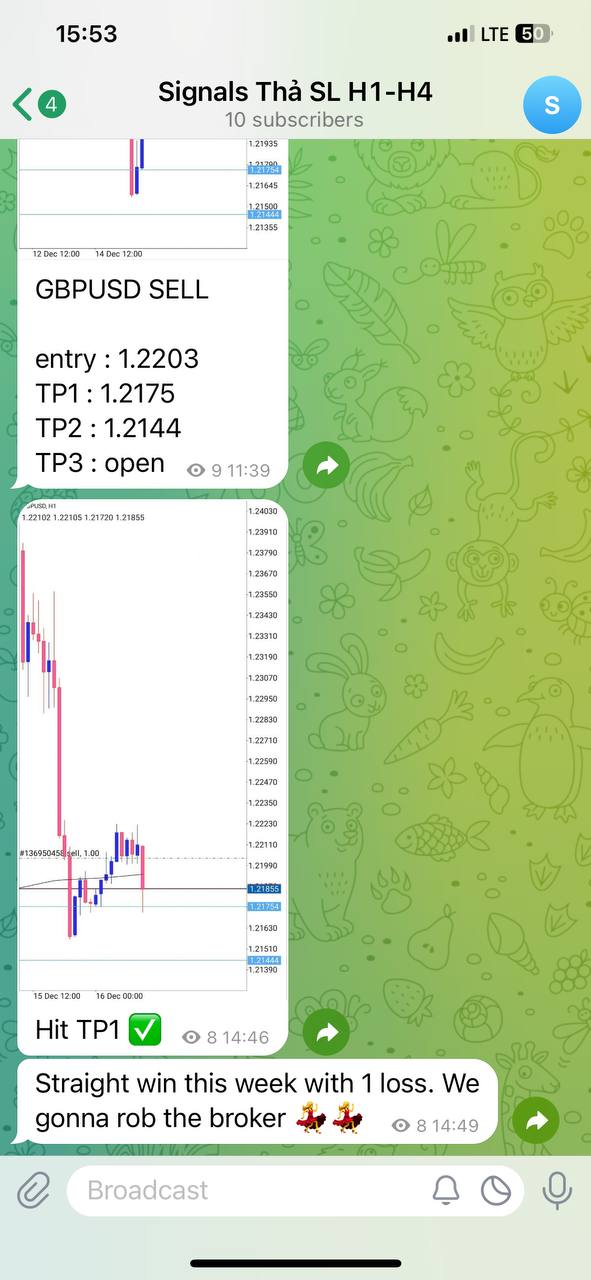 15:53
LTE 50
4
Signals Thả SL H1-H4
10 subscribers
S
1.21935
1.21790
1.21754
1.21645
1.21500
1.21444
1.21355
12 Dec 12:00 14 Dec 12:00
GBPUSD SELL
entry : 1.2203
TP1 : 1.2175
TP2 : 1.2144
TP3 : open
9 11:39
PUSD, H1
1.24030
1.22102 1.22105 1.21720 1.21855
1.23910
1.23790
1.23670
1.23550
1.23430
1.23310
1.23190
1.23070
1.22950
1.22830
1.22710
1.22590
1.22470
1.22350
1.22230
1.22110
#136950458 sell, 1.00
1.21990
1.21855
1.21754
1.21630
1.21510
1.21444
1.21390
15 Dec 12:00 16 Dec 00:00
Hit TP1 ✅
8 14:46
Straight win this week with 1 loss. We
gonna rob the broker 💃💃
8 14:49
Broadcast